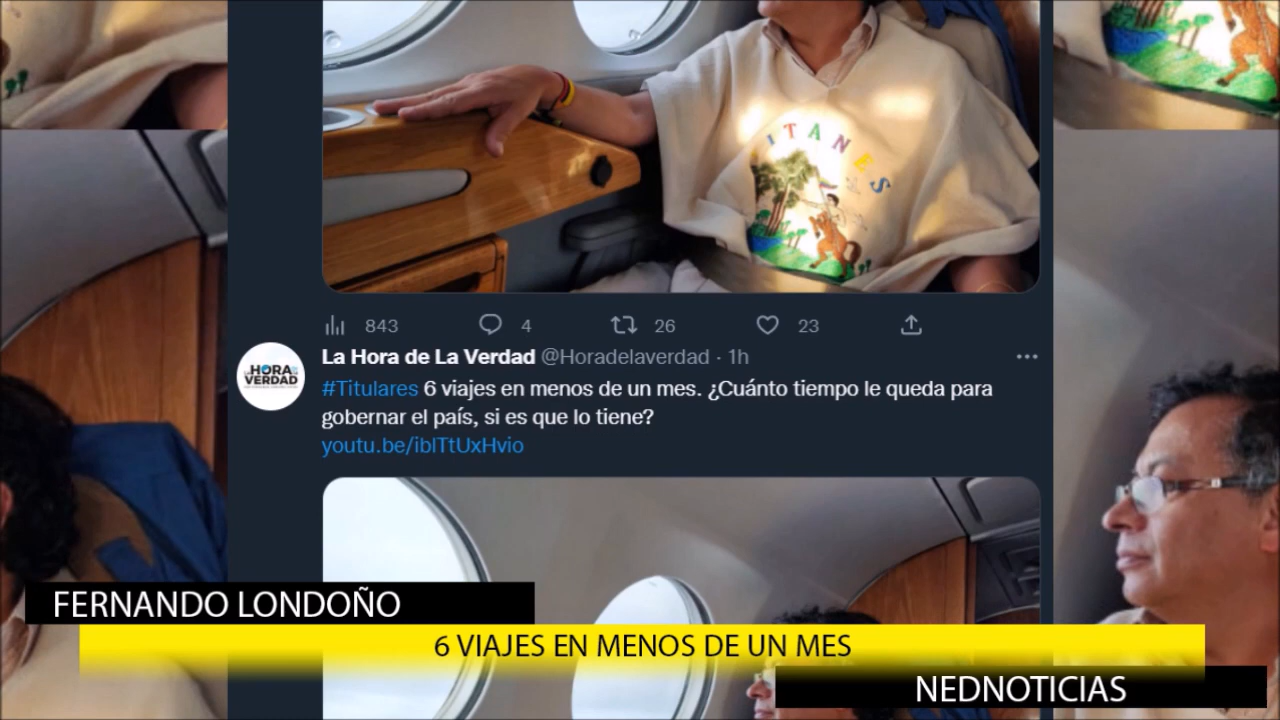 ITANES
843
4
26
23
La Hora de La Verdad @Horadelaverdad · 1h
HORA
VERDAD
#Titulares 6 viajes en menos de un mes. ¿Cuánto tiempo le queda para
gobernar el país, si es que lo tiene?
youtu.be/iblTtUxHvio
FERNANDO LONDOÑO
6 VIAJES EN MENOS DE UN MES
NEDNOTICIAS